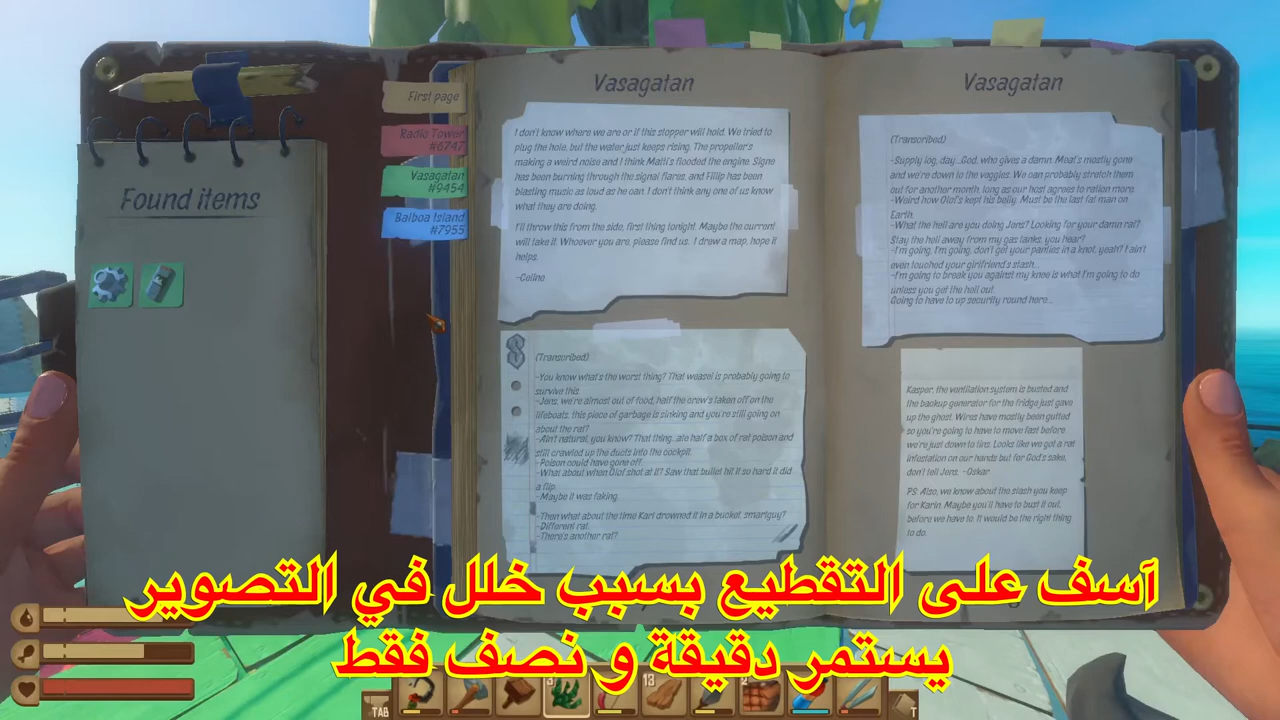 Found items
First page
Radio Tower
#6747
Vasagatan
#9454
Balboa Island
#7955
Vasagatan
I don't know where we are or if this stopper will hold. We tried to
plug the hole, but the water just keeps rising. The propeller's
making a weird noise and I think Matti's flooded the engine. Signe
has been burning through the signal flares, and Fillip has been
blasting music as loud as he can. I don't think any one of us know
what they are doing.
I'll throw this from the side, first thing tonight. Maybe the current
will take it. Whoever you are, please find us. I drew a map, hope it
helps.
-Celine
(Transcribed)
-You know what's the worst thing? That weasel is probably going to
survive this.
-Jens, we're almost out of food, half the crew's taken off on the
lifeboats, this piece of garbage is sinking and you're still going on
about the rat?
-Ain't natural, you know? That thing...ate half a box of rat poison and
still crawled up the ducts into the cockpit.
-Poison could have gone off.
-What about when Olof shot at it? Saw that bullet hit it so hard it did
a flip.
-Maybe it was faking.
-Then what about the time Karl drowned it in a bucket, smartguy?
-Different rat.
-There's another rat?
Vasagatan
(Transcribed)
-Supply log, day...God, who gives a damn. Meat's mostly gone
and we're down to the veggies. We can probably stretch them
out for another month, long as our host agrees to ration more.
-Weird how Olof's kept his belly. Must be the last fat man on
Earth.
-What the hell are you doing Jens? Looking for your damn rat?
Stay the hell away from my gas tanks, you hear?
-I'm going, I'm going, don't get your panties in a knot, yeah? I ain't
even touched your girlfriend's stash...
-I'm going to break you against my knee is what I'm going to do
unless you get the hell out.
Going to have to up security round here...
Kasper, the ventilation system is busted and
the backup generator for the fridge just gave
up the ghost. Wires have mostly been gutted
so you're going to have to move fast before
we're just down to tins. Looks like we got a rat
infestation on our hands but for God's sake,
don't tell Jens. -Oskar
PS: Also, we know about the stash you keep
for Karin. Maybe you'll have to bust it out,
before we have to. It would be the right thing
to do.
آسف على التقطيع بسبب خلل في التصوير
يستمر دقيقة و نصف فقط
TAB
13
T